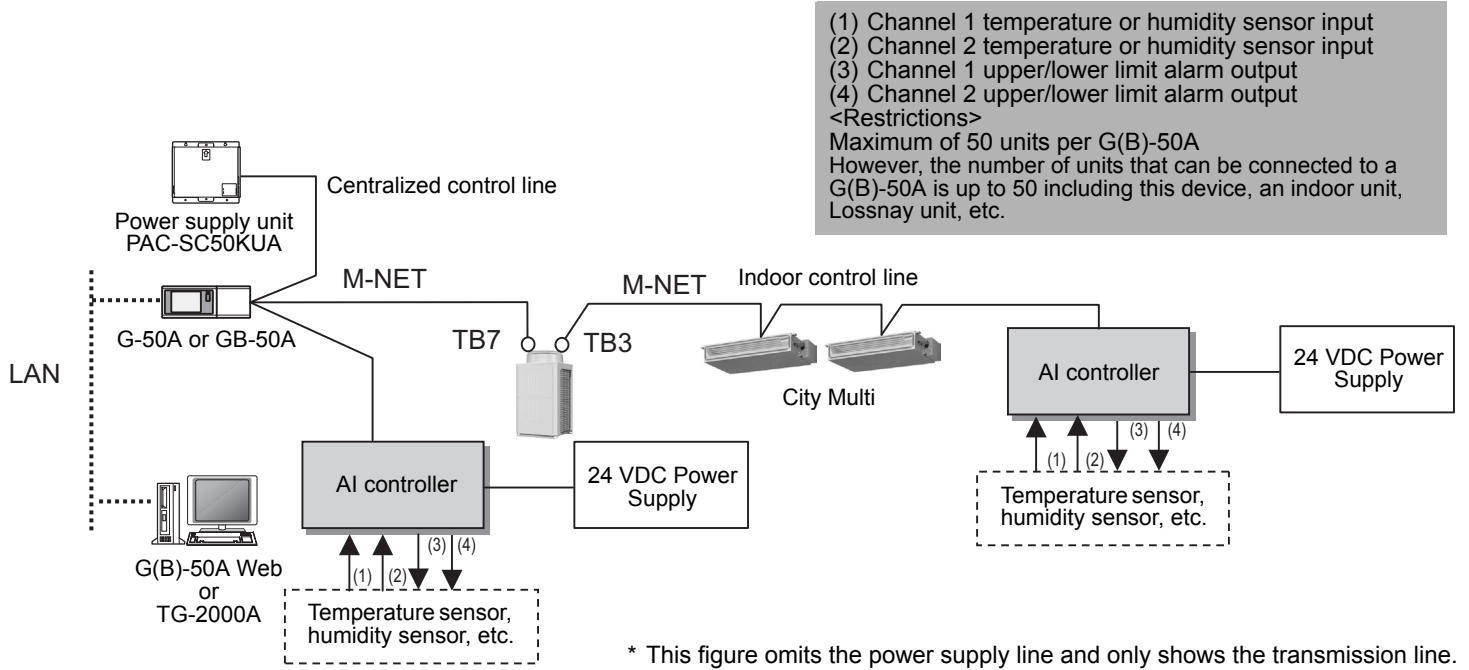 (1) Channel 1 temperature or humidity sensor input
(2) Channel 2 temperature or humidity sensor input
(3) Channel 1 upper/lower limit alarm output
(4) Channel 2 upper/lower limit alarm output
<Restrictions>
Maximum of 50 units per G(B)-50A
However, the number of units that can be connected to a
G(B)-50A is up to 50 including this device, an indoor unit,
Lossnay unit, etc.
Centralized control line
Power supply unit
PAC-SC50KUA
M-NET
M-NET
Indoor control line
G-50A or GB-50A
TB7
TB3
LAN
City Multi
AI controller
24 VDC Power
Supply
(1)
(2)
(3)
(4)
Temperature sensor,
humidity sensor, etc.
AI controller
24 VDC Power
Supply
(1)
(2)
(3)
(4)
Temperature sensor,
humidity sensor, etc.
G(B)-50A Web
or
TG-2000A
* This figure omits the power supply line and only shows the transmission line.